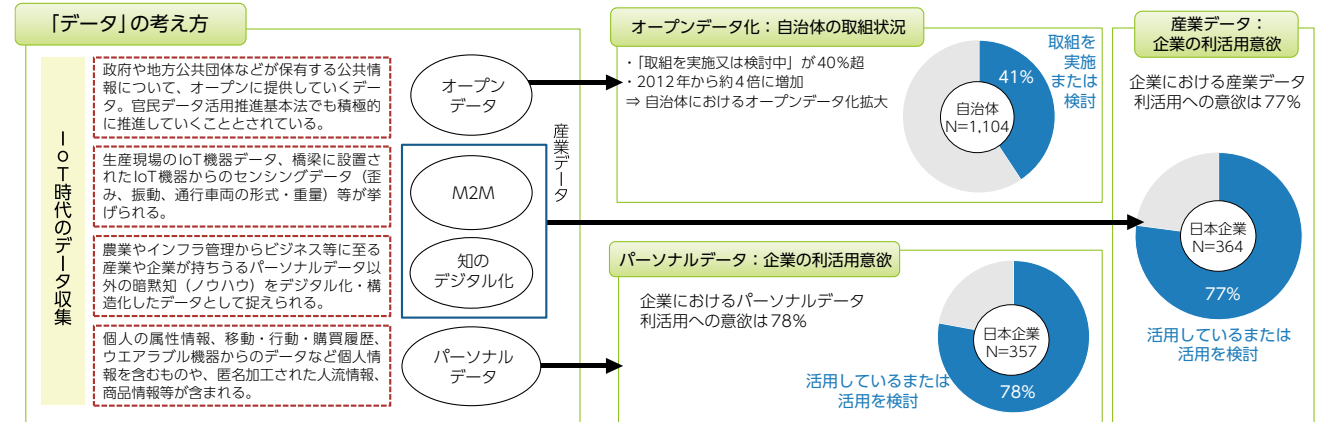 「データ」の考え方
IoT時代のデータ収集
政府や地方公共団体などが保有する公共情
報について、オープンに提供していくデー
タ。官民データ活用推進基本法でも積極的
に推進していくこととされている。
オープン
データ
生産現場のIoT機器データ、橋梁に設置さ
れたIoT機器からのセンシングデータ（歪
み、振動、通行車両の形式・重量）等が挙
げられる。
M2M
農業やインフラ管理からビジネス等に至る
産業や企業が持ちうるパーソナルデータ以
外の暗黙知（ノウハウ）をデジタル化・構
造化したデータとして捉えられる。
知の
デジタル化
産業データ
個人の属性情報、移動・行動・購買履歴、
ウエアラブル機器からのデータなど個人情
報を含むものや、匿名加工された人流情報、
商品情報等が含まれる。
パーソナル
データ
オープンデータ化：自治体の取組状況
・「取組を実施又は検討中」が40％超
・2012年から約4倍に増加
⇒ 自治体におけるオープンデータ化拡大
自治体
N=1,104
41%
取組を
実施
または
検討
パーソナルデータ：企業の利活用意欲
企業におけるパーソナルデータ
利活用への意欲は78%
日本企業
N=357
78%
活用しているまたは
活用を検討
産業データ：
企業の利活用意欲
企業における産業データ
利活用への意欲は77%
日本企業
N=364
77%
活用しているまたは
活用を検討